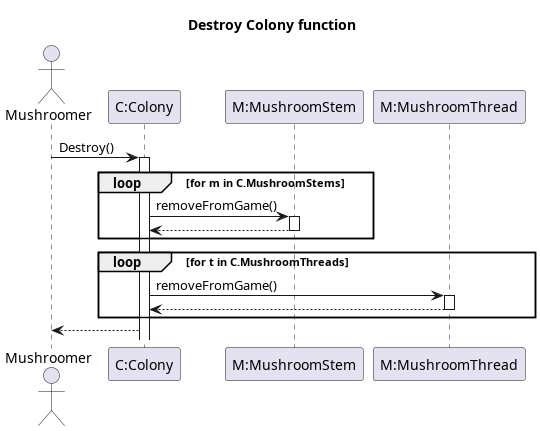 Destroy Colony function
Mushroomer
C:Colony
M:MushroomStem
M:MushroomThread
Destroy()
loop
[for m in C.MushroomStems]
removeFromGame()
loop
[for t in C.MushroomThreads]
removeFromGame()
Mushroomer
C:Colony
M:MushroomStem
M:MushroomThread